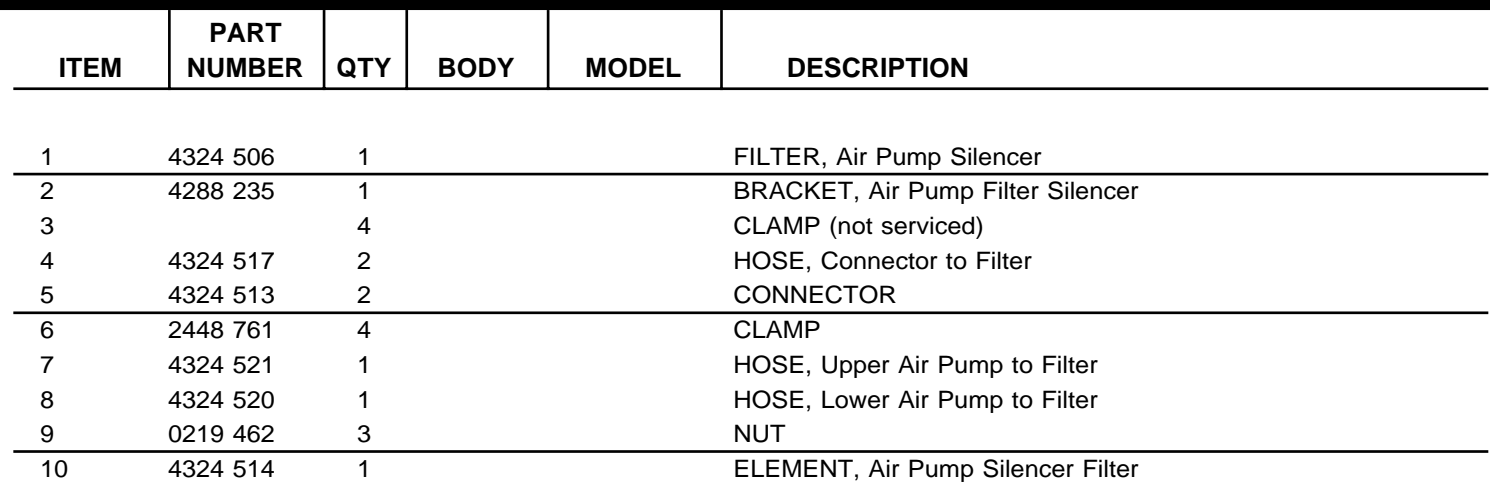 PART
ITEM NUMBER QTY BODY MODEL DESCRIPTION
1 4324 506 1 FILTER, Air Pump Silencer
2 4288 235 1 BRACKET, Air Pump Filter Silencer
3 4 CLAMP (not serviced)
4 4324 517 2 HOSE, Connector to Filter
5 4324 513 2 CONNECTOR
6 2448 761 4 CLAMP
7 4324 521 1 HOSE, Upper Air Pump to Filter
8 4324 520 1 HOSE, Lower Air Pump to Filter
9 0219 462 3 NUT
10 4324 514 1 ELEMENT, Air Pump Silencer Filter